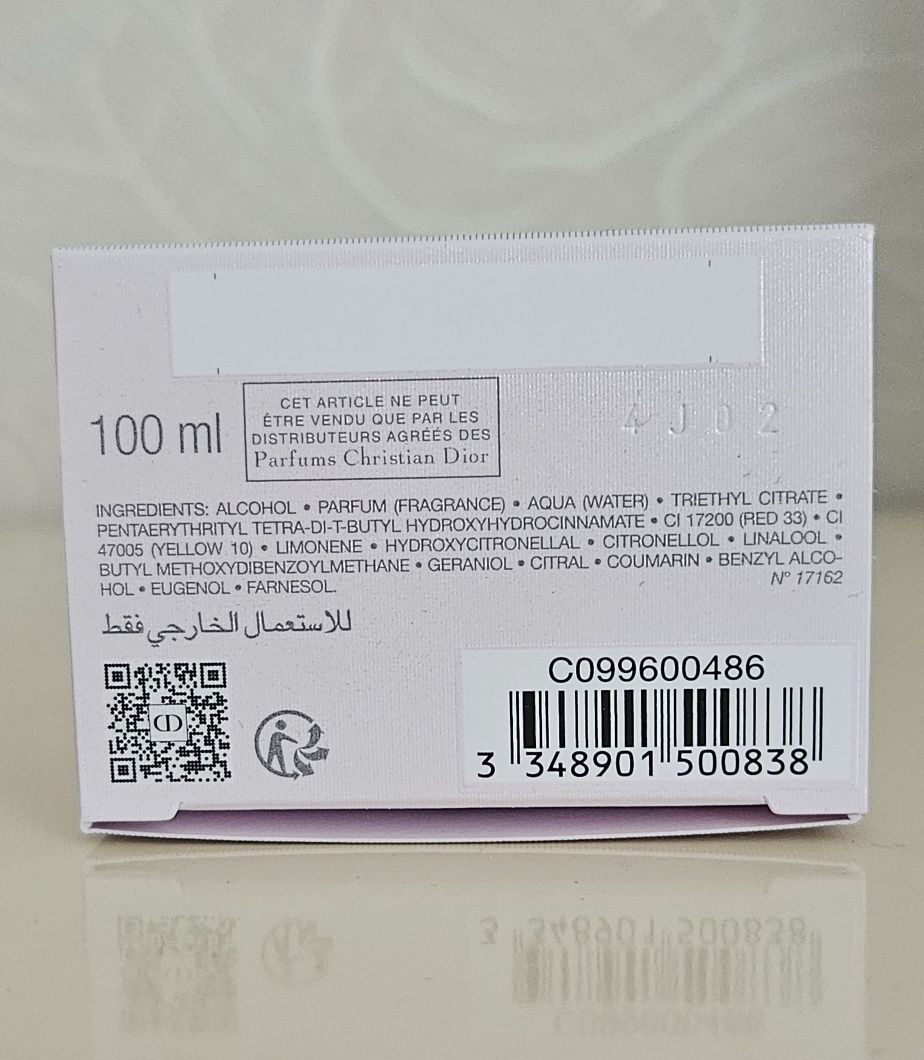 100 ml
CET ARTICLE NE PEUT
ÊTRE VENDU QUE PAR LES
DISTRIBUTEURS AGRÉÉS DES
Parfums Christian Dior
4J02
INGREDIENTS: ALCOHOL • PARFUM (FRAGRANCE) • AQUA (WATER) • TRIETHYL CITRATE •
PENTAERYTHRITYL TETRA-DI-T-BUTYL HYDROXYHYDROCINNAMATE • CI 17200 (RED 33) • CI
47005 (YELLOW 10) • LIMONENE • HYDROXYCITRONELLAL • CITRONELLOL • LINALOOL •
BUTYL METHOXYDIBENZOYLMETHANE • GERANIOL • CITRAL • COUMARIN • BENZYL ALCO-
HOL • EUGENOL • FARNESOL.
N° 17162
للاستعمال الخارجي فقط
CD
C099600486
3 348901 500838